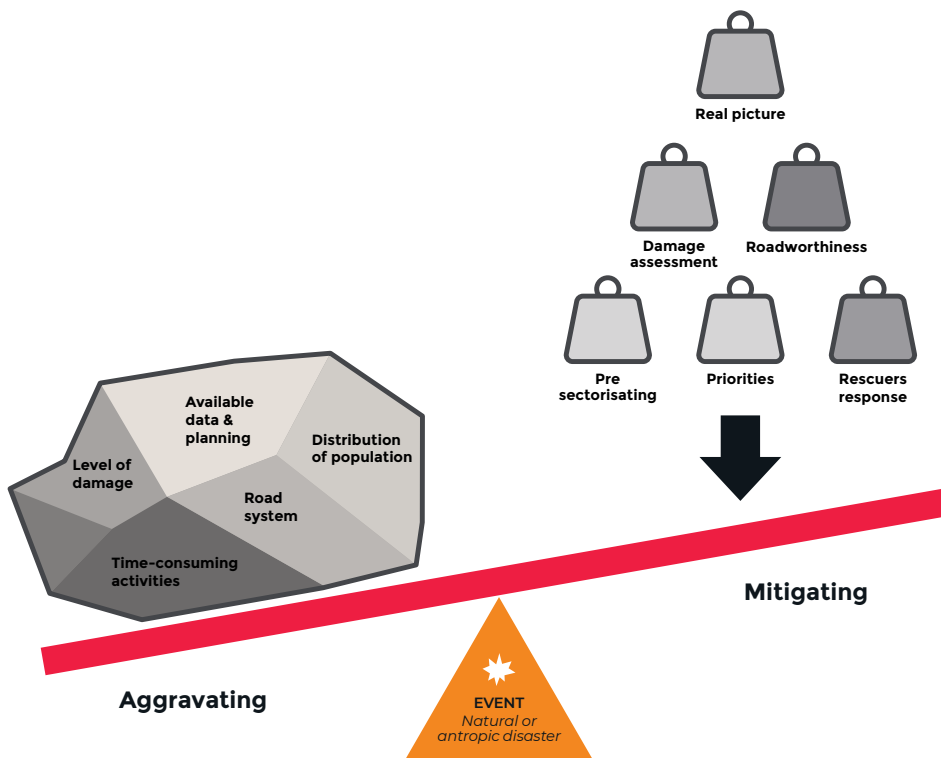 Real picture
Damage
assessment
Roadworthiness
Pre
sectorisating
Priorities
Rescuers
response
Available
data &
planning
Distribution
of population
Level of
damage
Road
system
Time-consuming
activities
Mitigating
Aggravating
EVENT
Natural or
antropic disaster